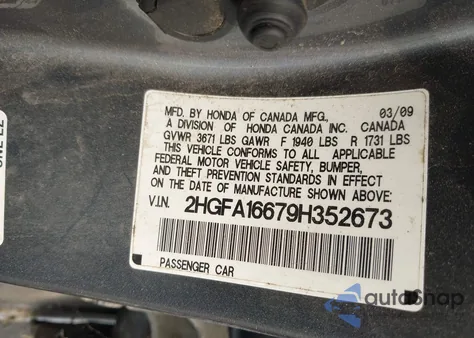 MFD. BY HONDA OF CANADA MFG., 03/09
A DIVISION OF HONDA CANADA INC. CANADA
GVWR 3671 LBS GAWR F 1940 LBS R 1731 LBS
THIS VEHICLE CONFORMS TO ALL APPLICABLE
FEDERAL MOTOR VEHICLE SAFETY, BUMPER,
AND THEFT PREVENTION STANDARDS IN EFFECT
ON THE DATE OF MANUFACTURE SHOWN ABOVE:
V.I.N. 2HGFA16679H352673
PASSENGER CAR
autoSnap